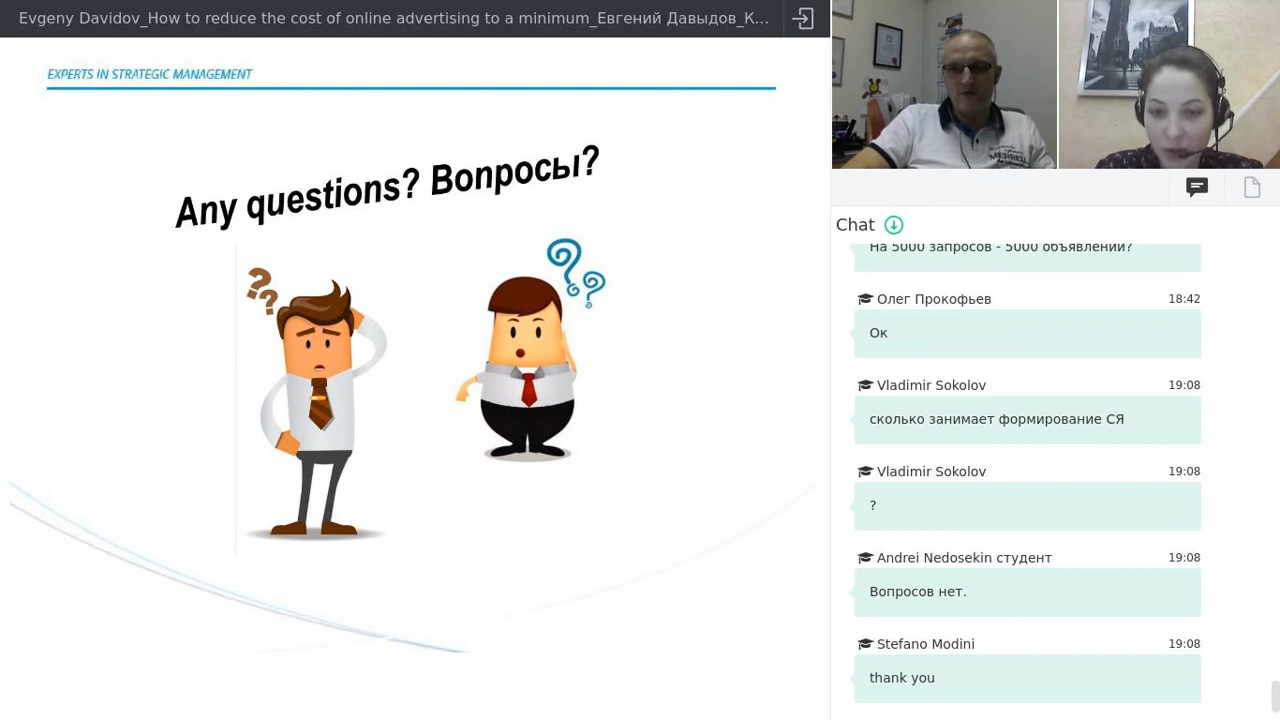 Evgeny Davidov_How to reduce the cost of online advertising to a minimum_Евгений Давыдов_К...
EXPERTS IN STRATEGIC MANAGEMENT
Any questions? Вопросы?
MERRELL
Chat
На 5000 запросов - 5000 объявлений?
Олег Прокофьев 18:42
Ок
Vladimir Sokolov 19:08
сколько занимает формирование СЯ
Vladimir Sokolov 19:08
?
Andrei Nedosekin студент 19:08
Вопросов нет.
Stefano Modini 19:08
thank you